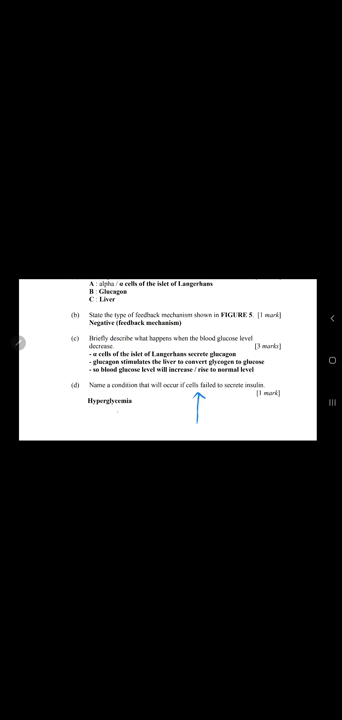 A : alpha / α cells of the islet of Langerhans
B : Glucagon
C : Liver
(b) State the type of feedback mechanism shown in FIGURE 5. [1 mark]
Negative (feedback mechanism)
(c) Briefly describe what happens when the blood glucose level
decrease. [3 marks]
- α cells of the islet of Langerhans secrete glucagon
- glucagon stimulates the liver to convert glycogen to glucose
- so blood glucose level will increase / rise to normal level
(d) Name a condition that will occur if cells failed to secrete insulin.
[1 mark]
Hyperglycemia